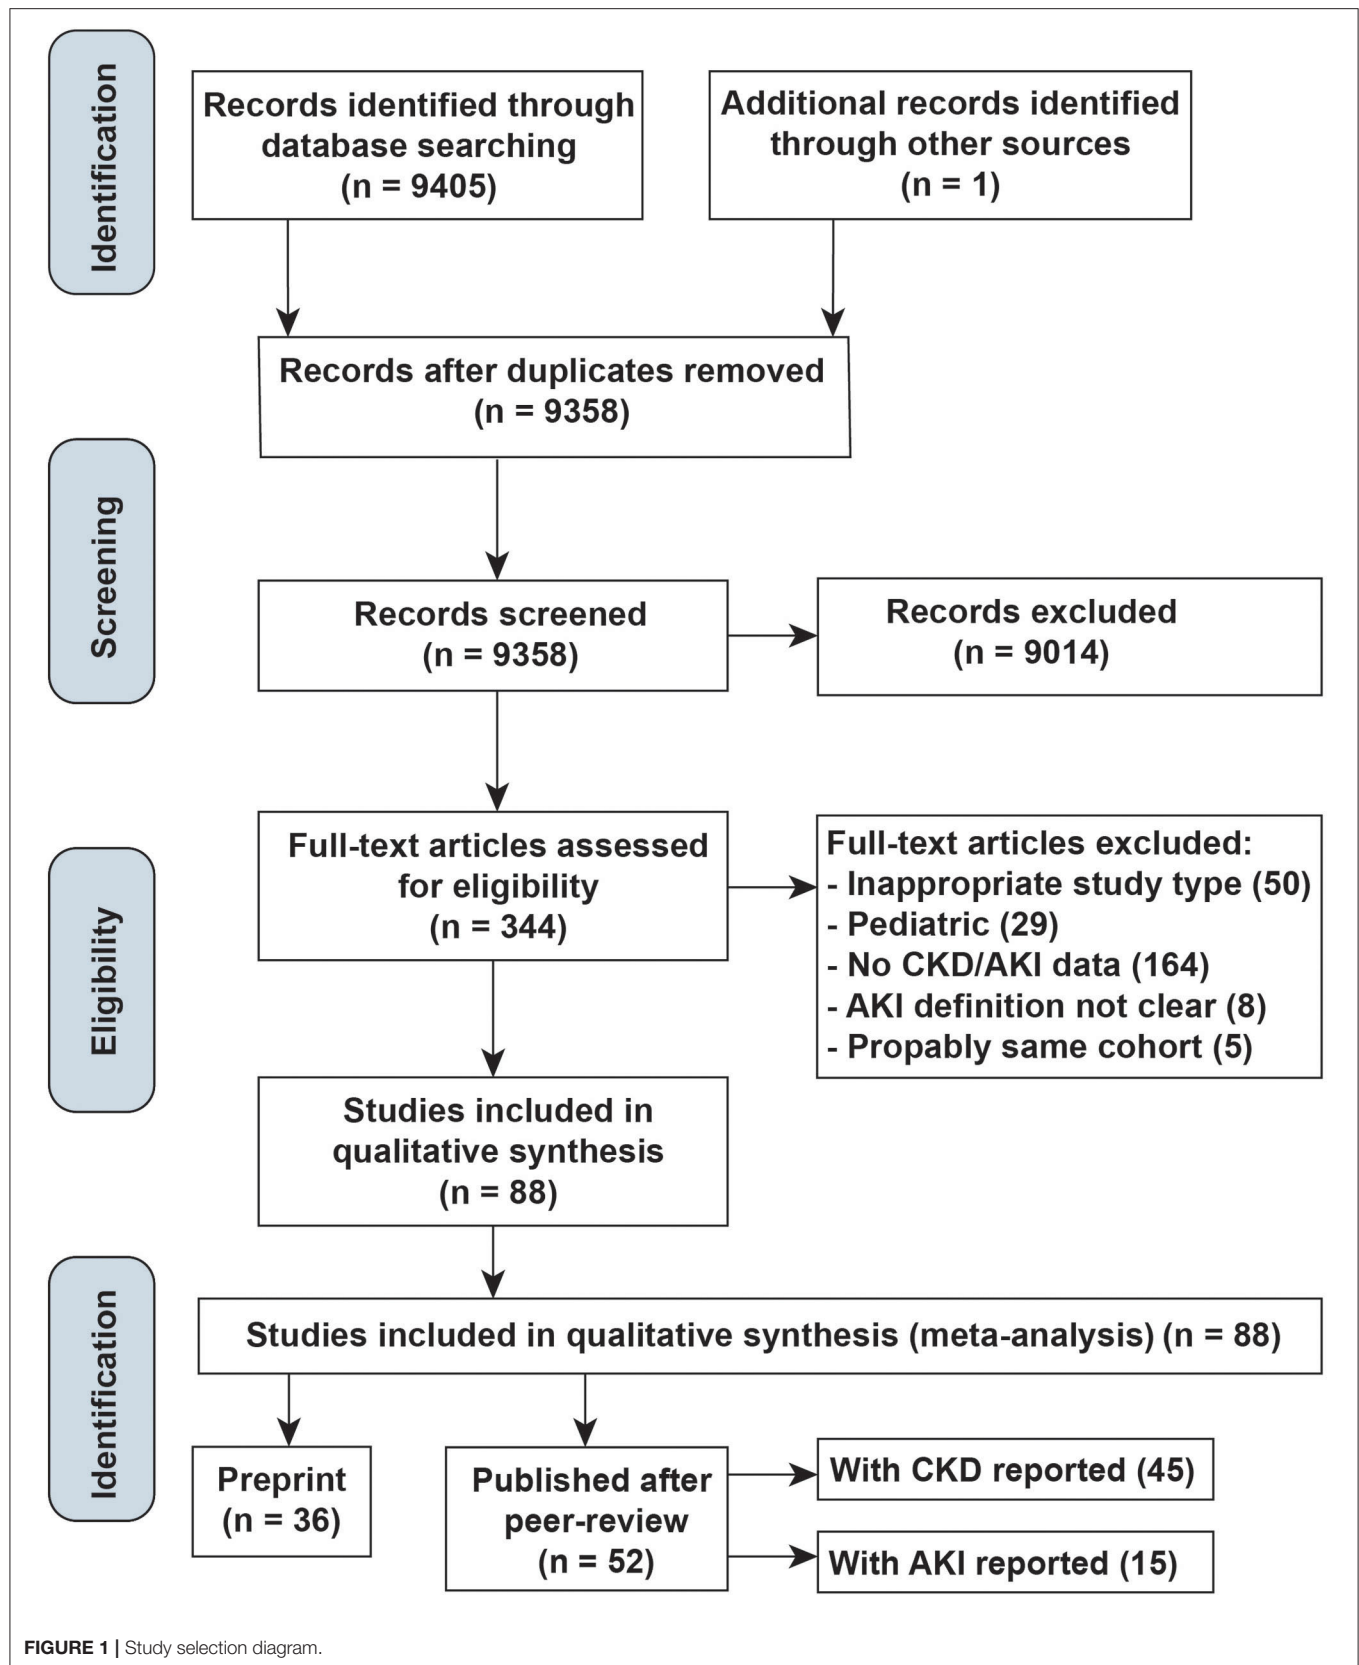 Identification
Records identified through
database searching
(n = 9405)
Additional records identified
through other sources
(n = 1)
Records after duplicates removed
(n = 9358)
Screening
Records screened
(n = 9358)
Records excluded
(n = 9014)
Eligibility
Full-text articles assessed
for eligibility
(n = 344)
Full-text articles excluded:
- Inappropriate study type (50)
- Pediatric (29)
- No CKD/AKI data (164)
- AKI definition not clear (8)
- Propably same cohort (5)
Studies included in
qualitative synthesis
(n = 88)
Identification
Studies included in qualitative synthesis (meta-analysis) (n = 88)
Preprint
(n = 36)
Published after
peer-review
(n = 52)
With CKD reported (45)
With AKI reported (15)
FIGURE 1 | Study selection diagram.